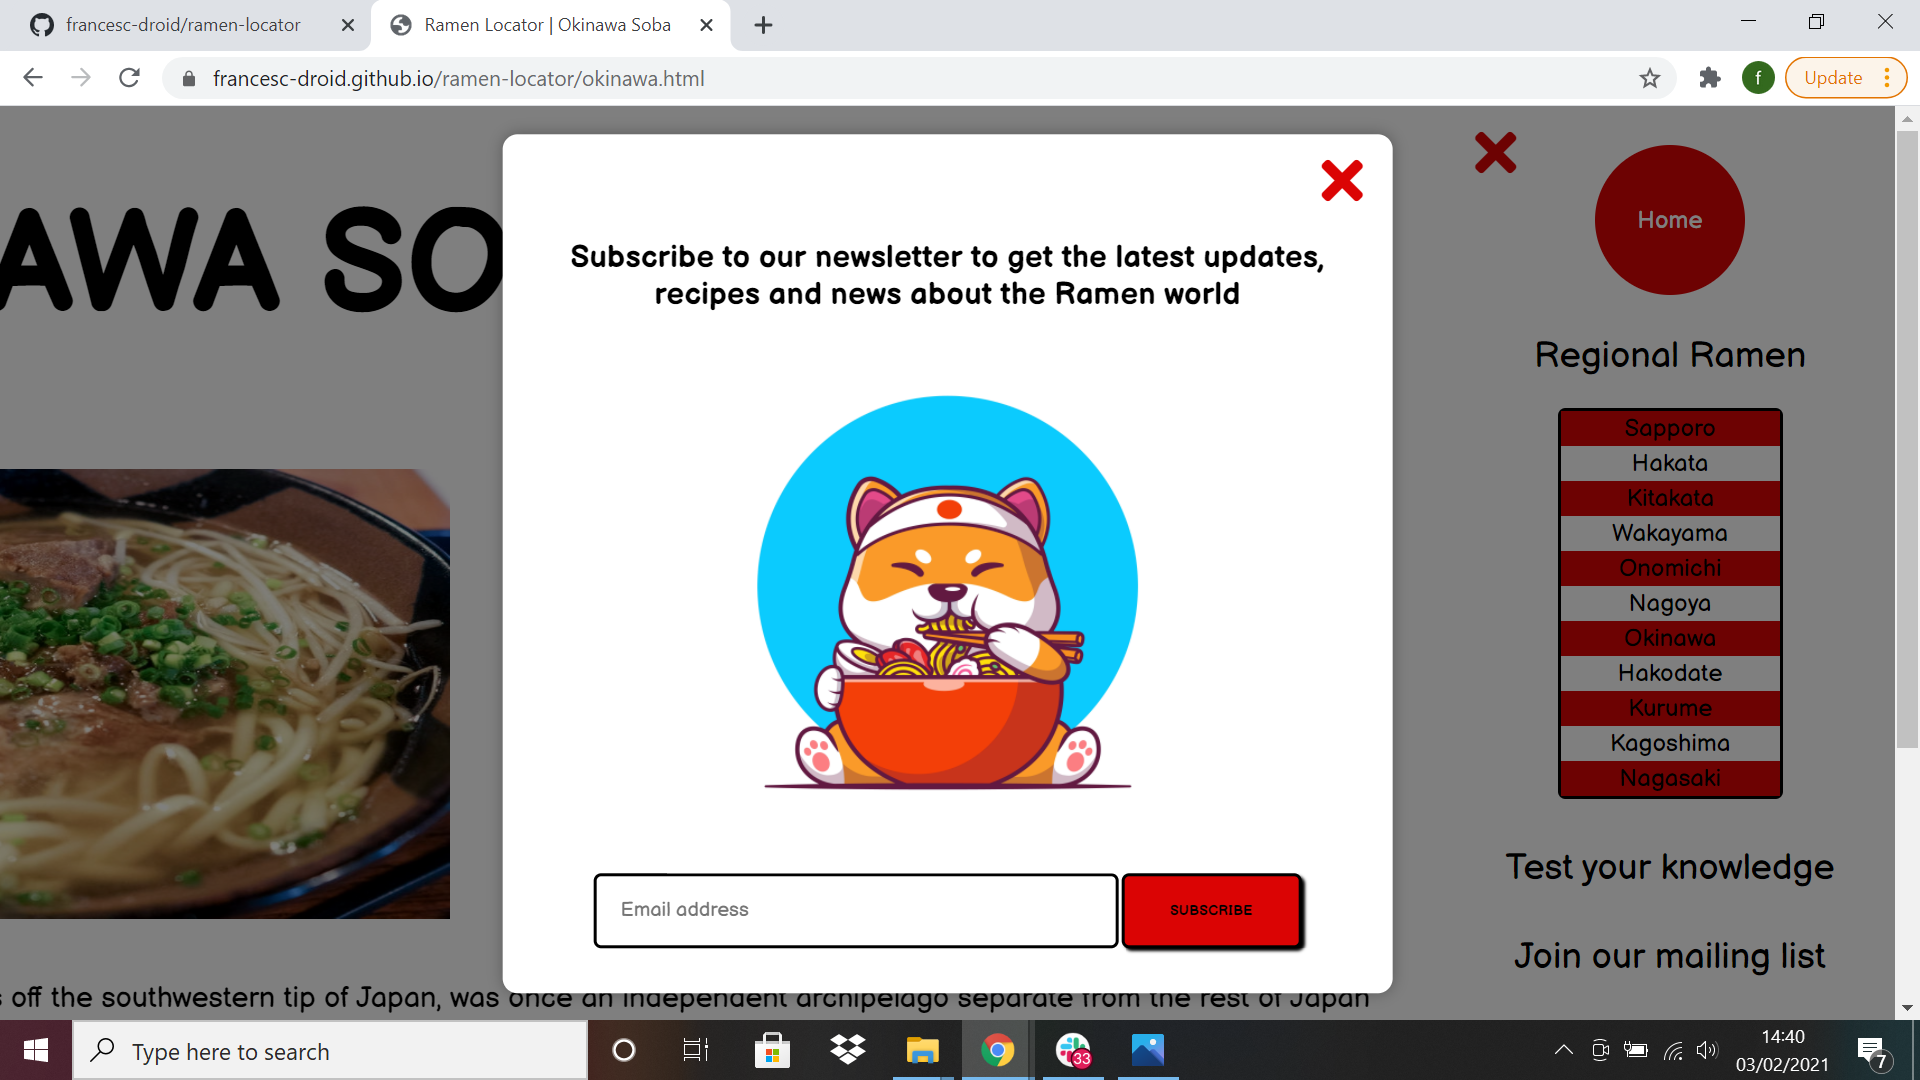 francesc-droid/ramen-locator
Ramen Locator | Okinawa Soba
francesc-droid.github.io/ramen-locator/okinawa.html
f
Update
AWA SO
Subscribe to our newsletter to get the latest updates,
recipes and news about the Ramen world
Email address
SUBSCRIBE
off the southwestern tip of Japan, was once an independent archipelago separate from the rest of Japan
Home
Regional Ramen
Sapporo
Hakata
Kitakata
Wakayama
Onomichi
Nagoya
Okinawa
Hakodate
Kurume
Kagoshima
Nagasaki
Test your knowledge
Join our mailing list
Type here to search
33
14:40
03/02/2021
7